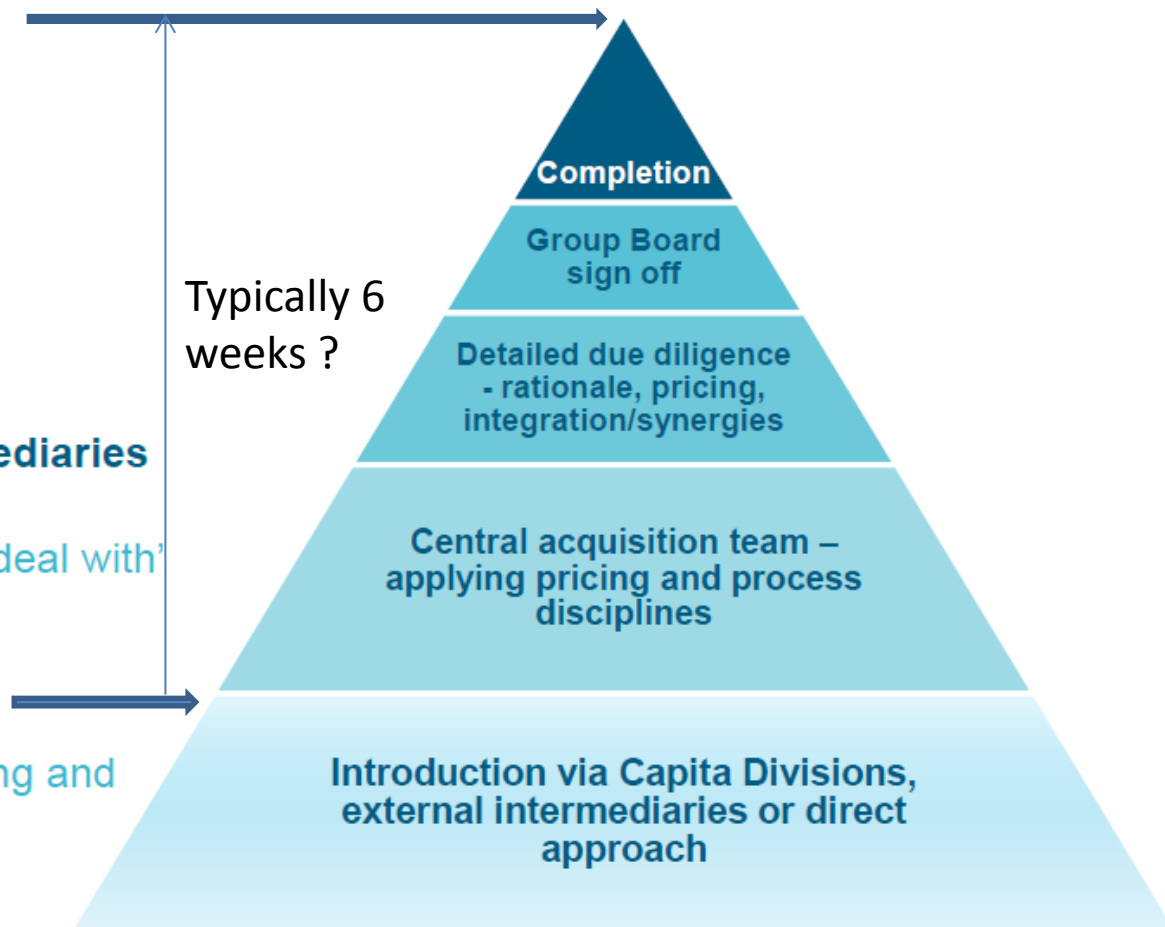 Completion
Group Board
sign off
Typically 6
weeks ?
Detailed due diligence
- rationale, pricing,
integration/synergies
ediaries
deal with’
Central acquisition team –
applying pricing and process
disciplines
ng and
Introduction via Capita Divisions,
external intermediaries or direct
approach